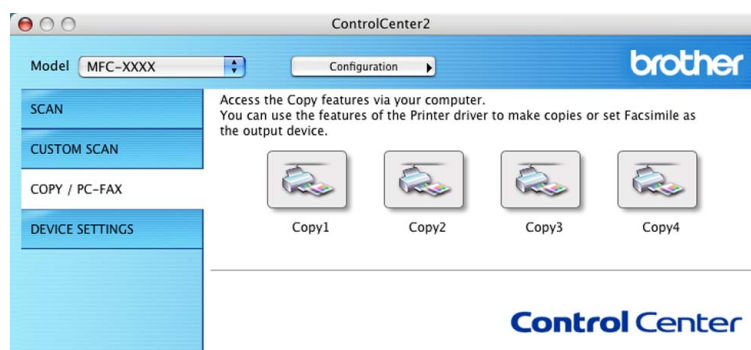 ControlCenter2
Model MFC-XXXX Configuration brother
SCAN
CUSTOM SCAN
COPY / PC-FAX
DEVICE SETTINGS
Access the Copy features via your computer.
You can use the features of the Printer driver to make copies or set Facsimile as
the output device.
Copy1 Copy2 Copy3 Copy4
Control Center